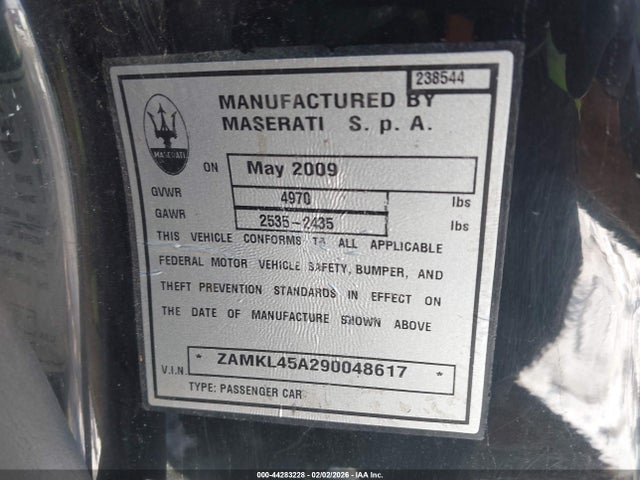 238544
MANUFACTURED BY
MASERATI S. p. A.
MASERATI
ON May 2009
GVWR 4970 lbs
GAWR 2535-2435 lbs
THIS VEHICLE CONFORMS TO ALL APPLICABLE
FEDERAL MOTOR VEHICLE SAFETY, BUMPER, AND
THEFT PREVENTION STANDARDS IN EFFECT ON
THE DATE OF MANUFACTURE SHOWN ABOVE
V.I.N. * ZAMKL45A290048617 *
TYPE: PASSENGER CAR
000-44283228 - 02/02/2026 - IAA Inc.